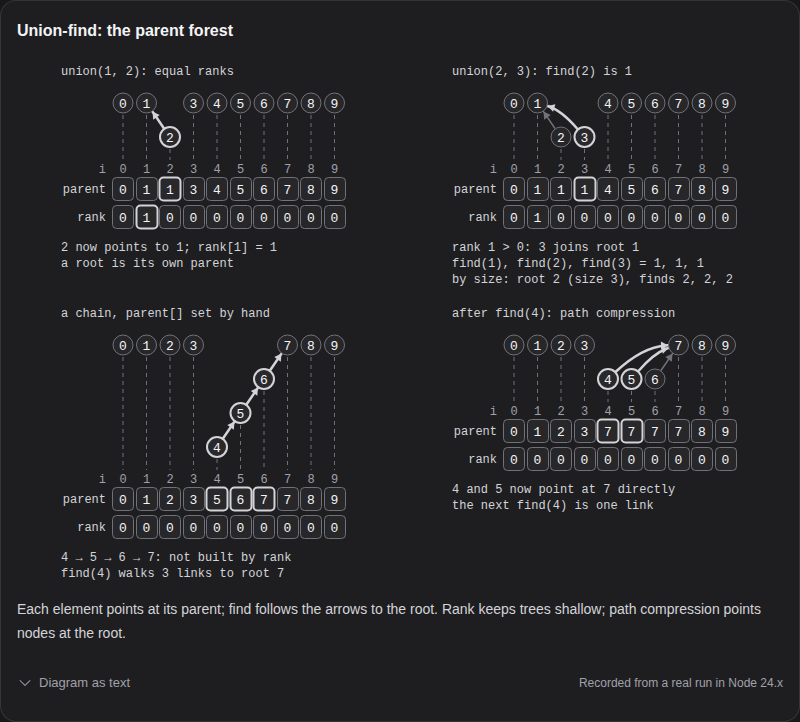 Union-find: the parent forest
union(1, 2): equal ranks
0 1 3 4 5 6 7 8 9
2
i 0 1 2 3 4 5 6 7 8 9
parent 0 1 1 3 4 5 6 7 8 9
rank 0 1 0 0 0 0 0 0 0 0
2 now points to 1; rank[1] = 1
a root is its own parent
union(2, 3): find(2) is 1
0 1 4 5 6 7 8 9
2 3
i 0 1 2 3 4 5 6 7 8 9
parent 0 1 1 1 4 5 6 7 8 9
rank 0 1 0 0 0 0 0 0 0 0
rank 1 > 0: 3 joins root 1
find(1), find(2), find(3) = 1, 1, 1
by size: root 2 (size 3), finds 2, 2, 2
a chain, parent[] set by hand
0 1 2 3 7 8 9
6
5
4
i 0 1 2 3 4 5 6 7 8 9
parent 0 1 2 3 5 6 7 7 8 9
rank 0 0 0 0 0 0 0 0 0 0
4 → 5 → 6 → 7: not built by rank
find(4) walks 3 links to root 7
after find(4): path compression
0 1 2 3 7 8 9
4 5 6
i 0 1 2 3 4 5 6 7 8 9
parent 0 1 2 3 7 7 7 7 8 9
rank 0 0 0 0 0 0 0 0 0 0
4 and 5 now point at 7 directly
the next find(4) is one link
Each element points at its parent; find follows the arrows to the root. Rank keeps trees shallow; path compression points
nodes at the root.
Diagram as text
Recorded from a real run in Node 24.x